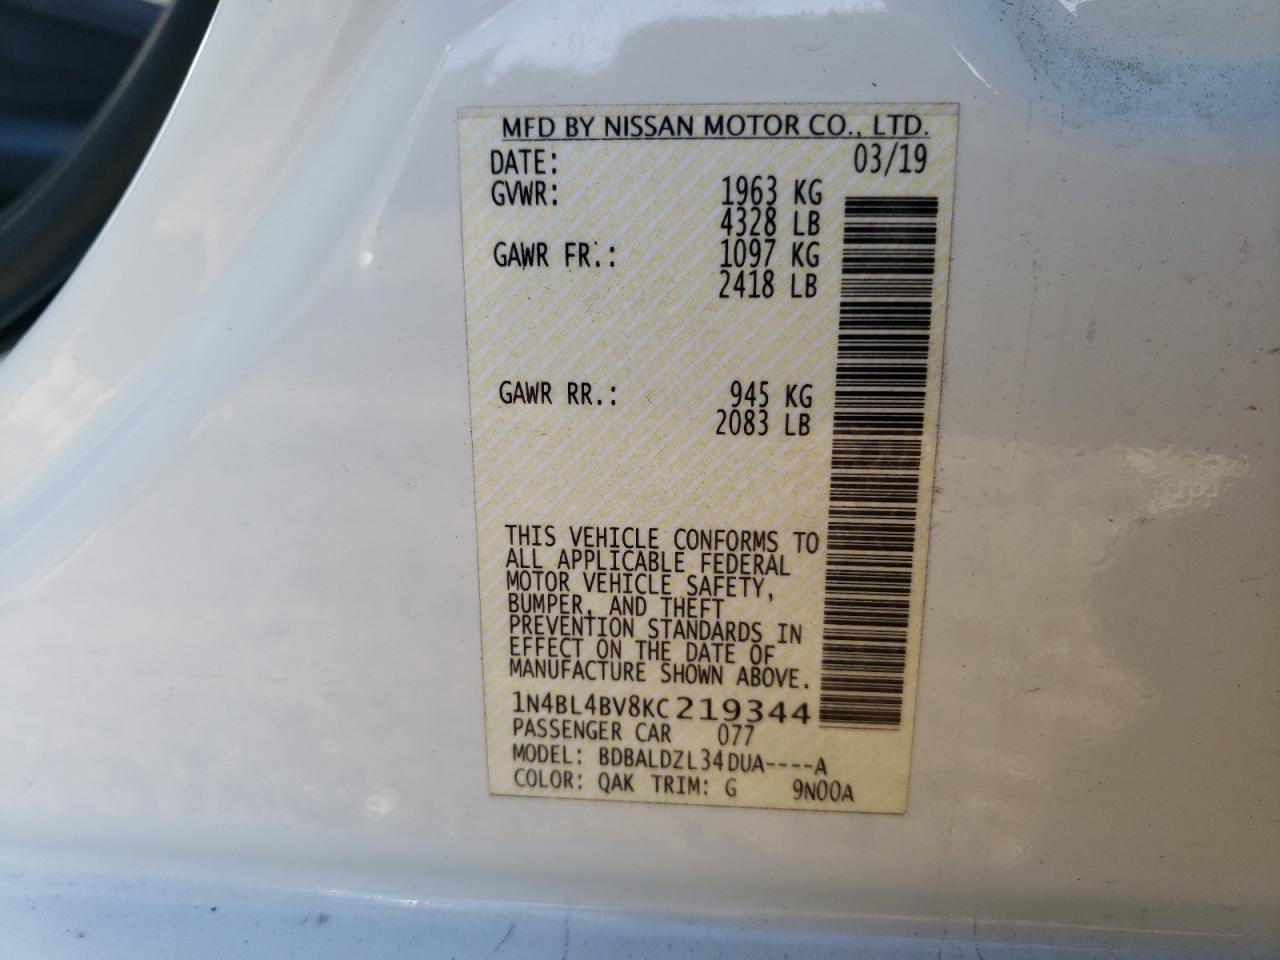 MFD BY NISSAN MOTOR CO., LTD.
DATE: 03/19
GVWR: 1963 KG
4328 LB
GAWR FR.: 1097 KG
2418 LB
GAWR RR.: 945 KG
2083 LB
THIS VEHICLE CONFORMS TO
ALL APPLICABLE FEDERAL
MOTOR VEHICLE SAFETY,
BUMPER, AND THEFT
PREVENTION STANDARDS IN
EFFECT ON THE DATE OF
MANUFACTURE SHOWN ABOVE.
1N4BL4BV8KC219344
PASSENGER CAR 077
MODEL: BDBALDZL34DUA----A
COLOR: QAK TRIM: G 9N00A